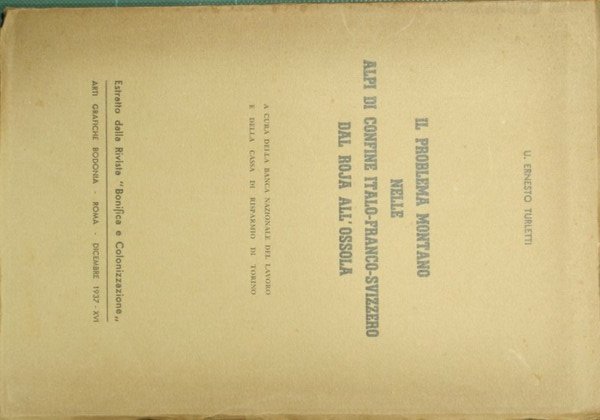 U. ERNESTO TURLETTI
IL PROBLEMA MONTANO
NELLE
ALPI DI CONFINE ITALO-FRANCO-SVIZZERO
DAL ROJA ALL'OSSOLA
A CURA DELLA BANCA NAZIONALE DEL LAVORO
E DELLA CASSA DI RISPARMIO DI TORINO
Estratto dalla Rivista "Bonifica e Colonizzazione„
ARTI GRAFICHE BODONIA - ROMA - DICEMBRE 1937-XVI